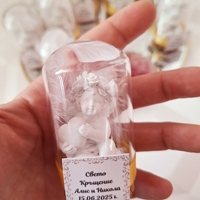 Свето
Кръщение
Алис и Никола
15.06.2025 г.